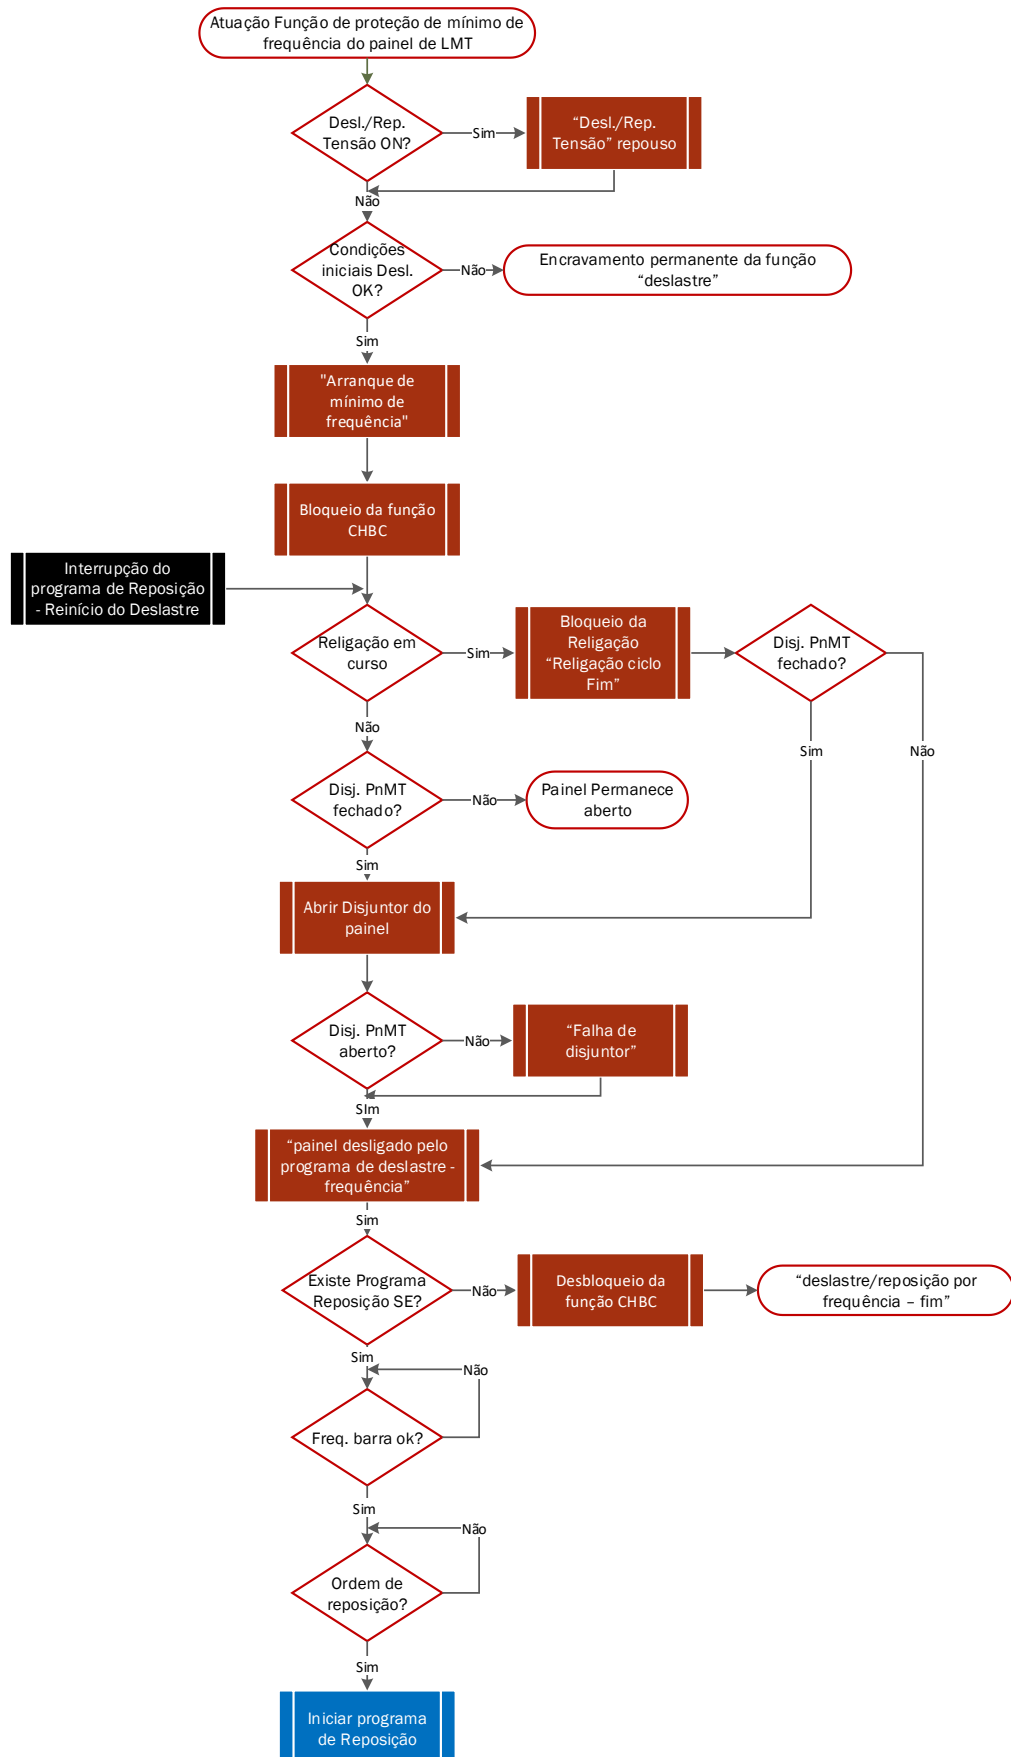 Atuação Função de proteção de mínimo de
frequência do painel de LMT
Desl./Rep.
Tensão ON?
Sim
“Desl./Rep.
Tensão” repouso
Não
Condições
iniciais Desl.
OK?
Não
Encravamento permanente da função
“deslastre”
Sim
"Arranque de
mínimo de
frequência"
Bloqueio da função
CHBC
Interrupção do
programa de Reposição
- Reinício do Deslastre
Religação em
curso
Sim
Bloqueio da
Religação
“Religação ciclo
Fim”
Disj. PnMT
fechado?
Não
Sim
Não
Disj. PnMT
fechado?
Não
Painel Permanece
aberto
Sim
Abrir Disjuntor do
painel
Disj. PnMT
aberto?
Não
“Falha de
disjuntor”
SIm
“painel desligado pelo
programa de deslastre -
frequência”
Sim
Existe Programa
Reposição SE?
Não
Desbloqueio da
função CHBC
“deslastre/reposição por
frequência – fim”
Sim
Não
Freq. barra ok?
Sim
Não
Ordem de
reposição?
Sim
Iniciar programa
de Reposição